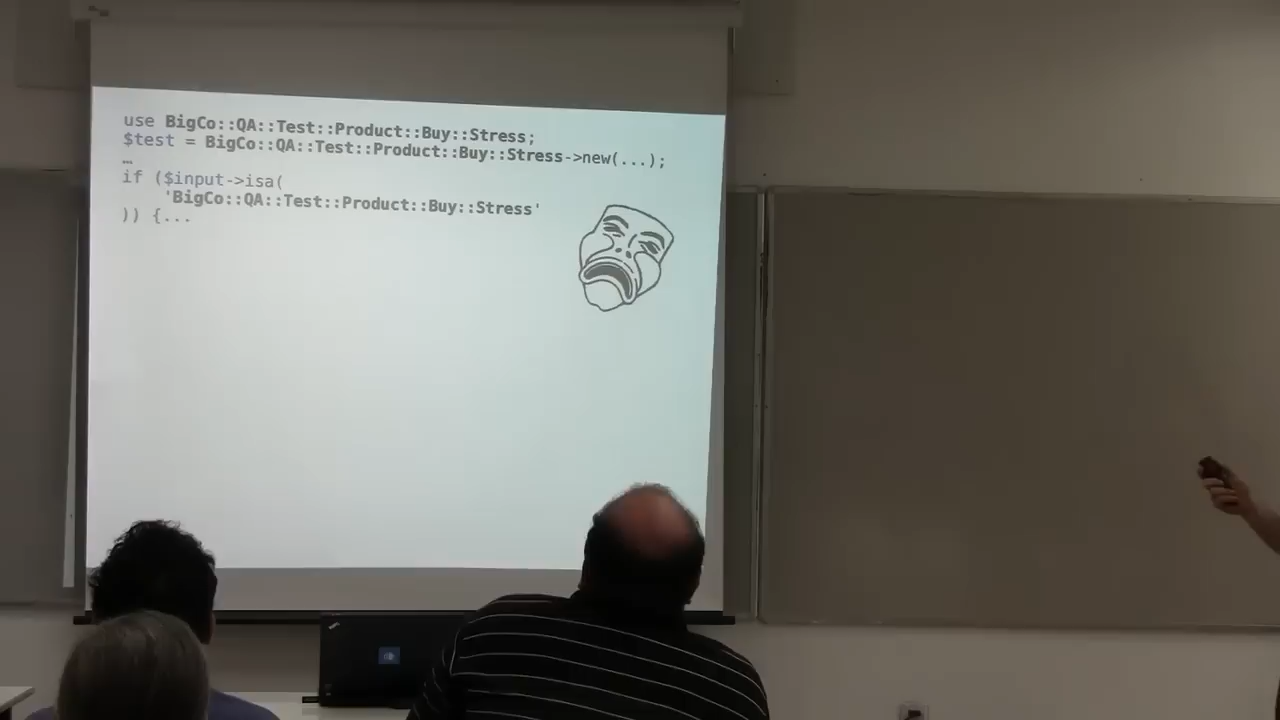 use BigCo::QA::Test::Product::Buy::Stress;
$test = BigCo::QA::Test::Product::Buy::Stress->new(...);
…
if ($input->isa(
'BigCo::QA::Test::Product::Buy::Stress'
)) {...